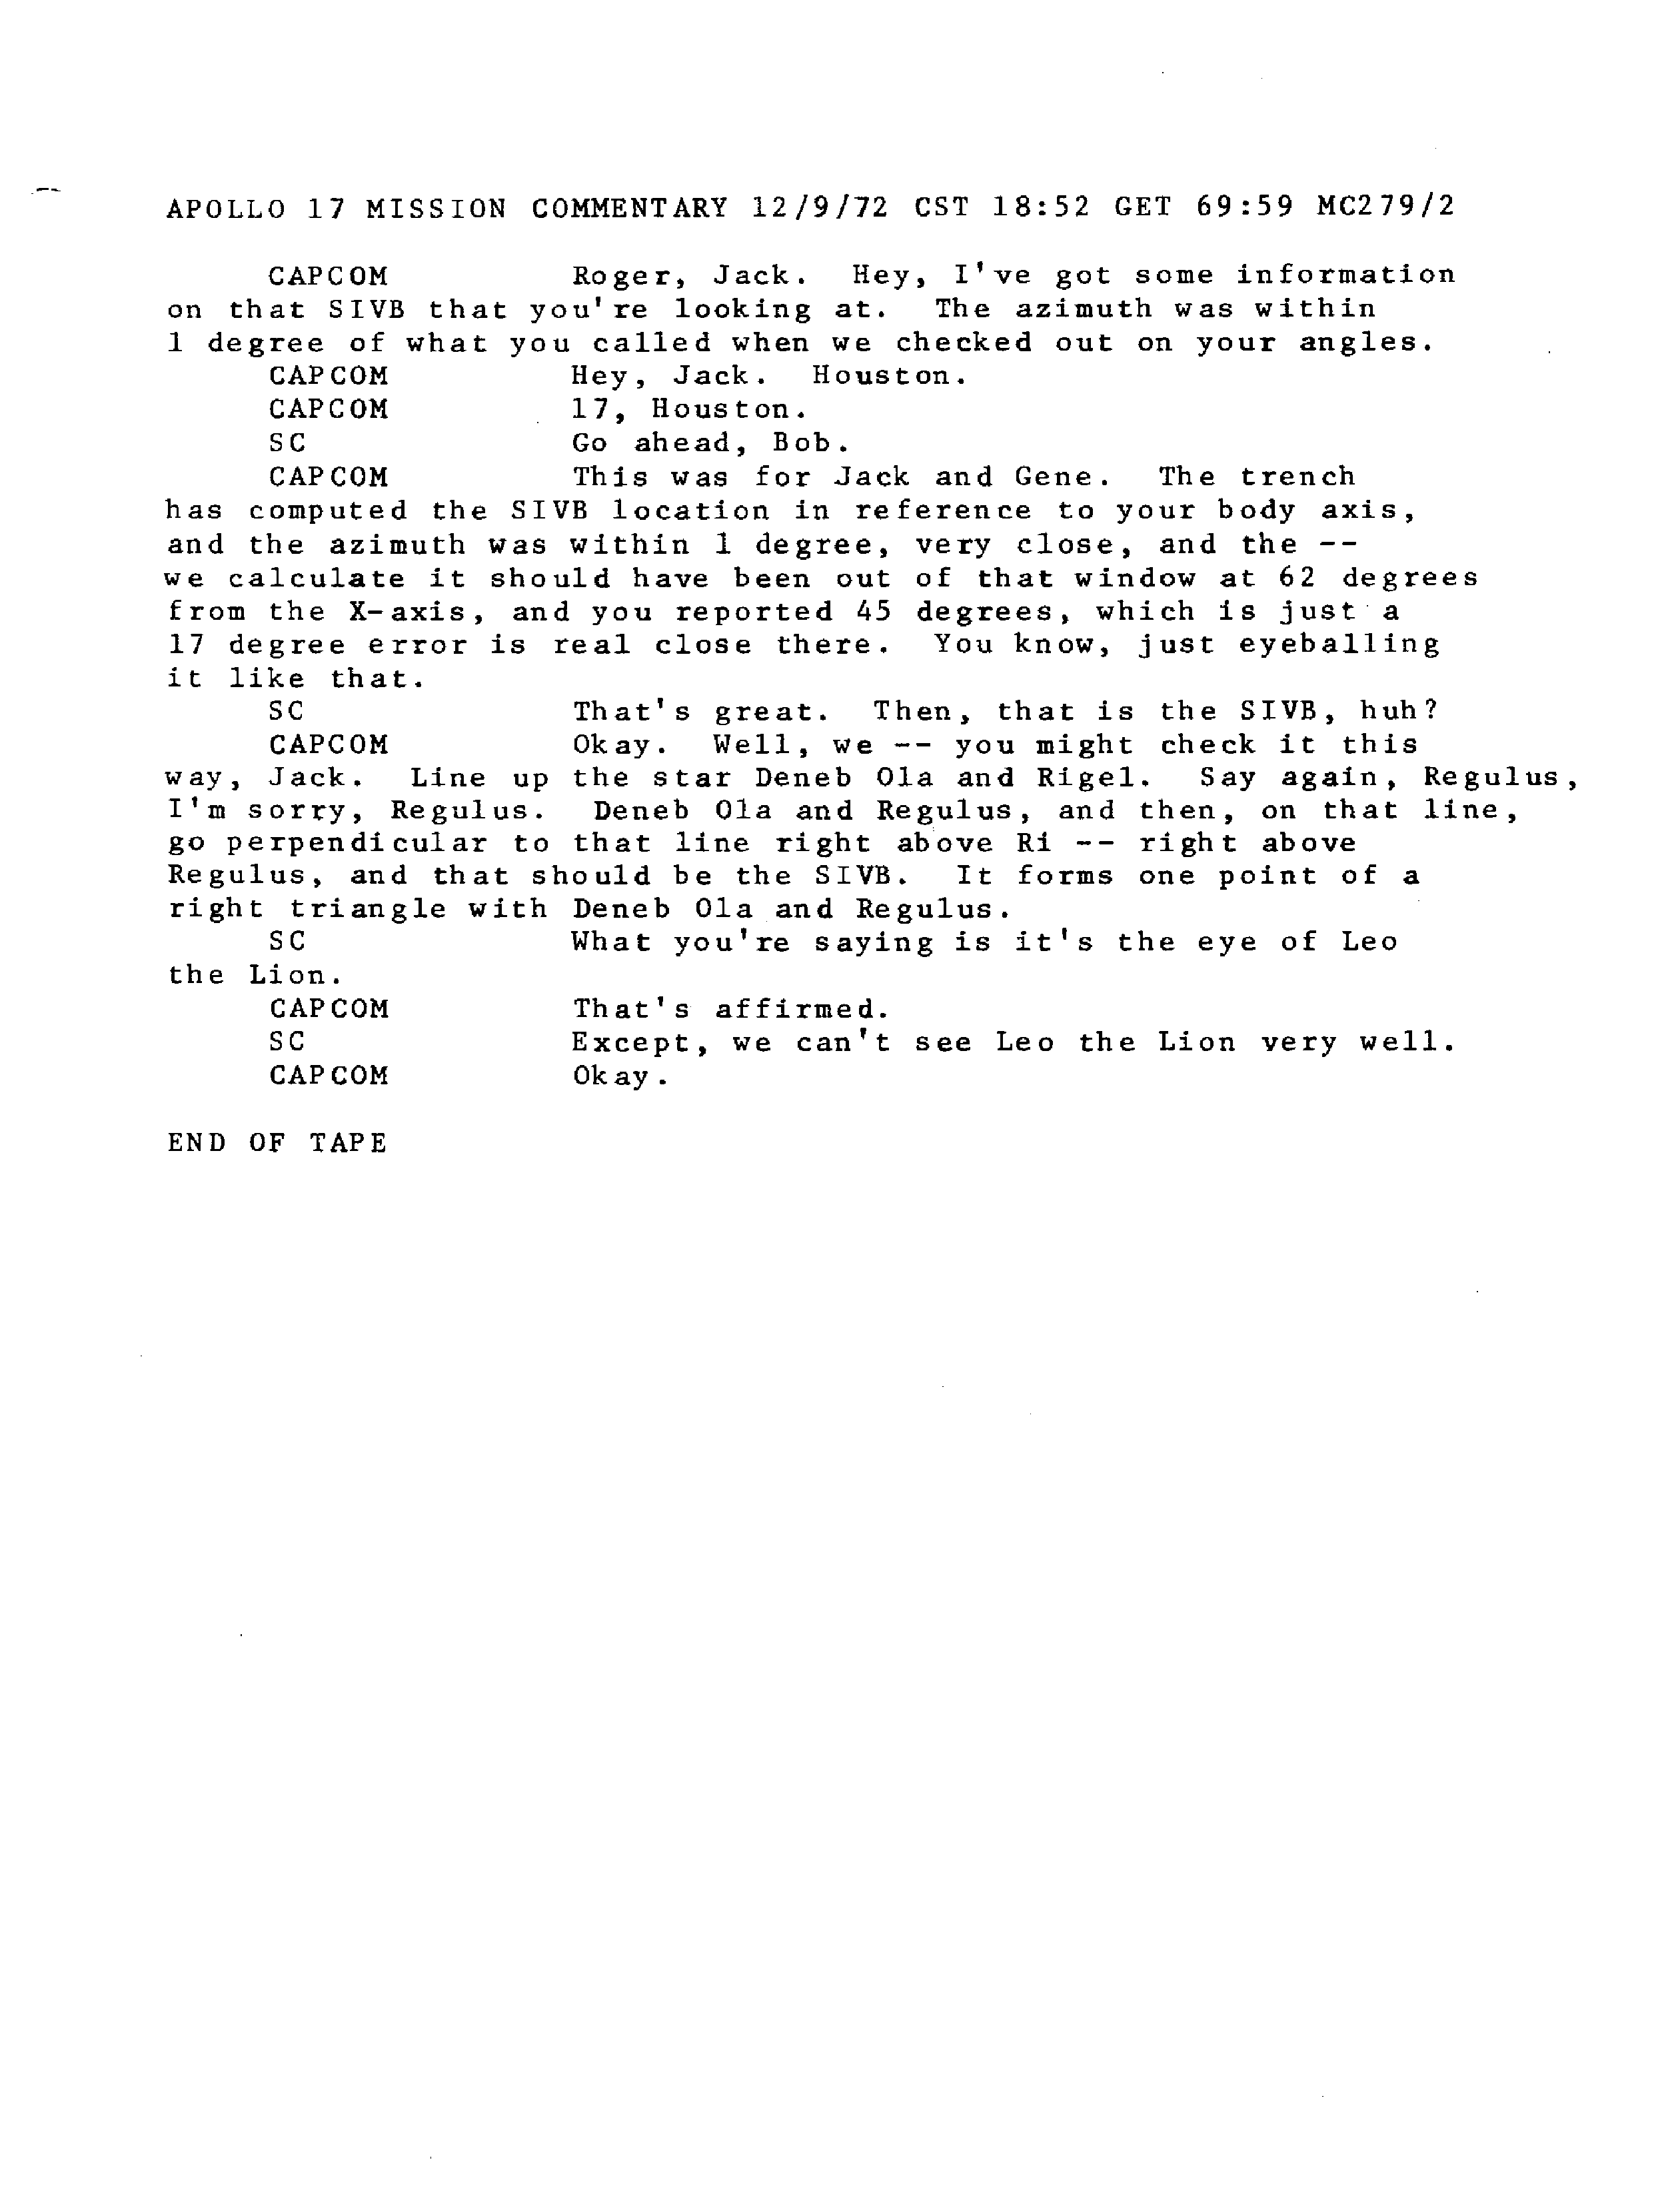 APOLLO 17 MISSION COMMENTARY 12/9/72 CST 18:52 GET 69:59 MC279/2
CAPCOM Roger, Jack. Hey, I've got some information
on that SIVB that you're looking at. The azimuth was within
1 degree of what you called when we checked out on your angles.
CAPCOM Hey, Jack. Houston.
CAPCOM 17, Houston.
SC Go ahead, Bob.
CAPCOM This was for Jack and Gene. The trench
has computed the SIVB location in reference to your body axis,
and the azimuth was within 1 degree, very close, and the --
we calculate it should have been out of that window at 62 degrees
from the X-axis, and you reported 45 degrees, which is just a
17 degree error is real close there. You know, just eyeballing
it like that.
SC That's great. Then, that is the SIVB, huh?
CAPCOM Okay. Well, we -- you might check it this
way, Jack. Line up the star Deneb Ola and Rigel. Say again, Regulus,
I'm sorry, Regulus. Deneb Ola and Regulus, and then, on that line,
go perpendicular to that line right above Ri -- right above
Regulus, and that should be the SIVB. It forms one point of a
right triangle with Deneb Ola and Regulus.
SC What you're saying is it's the eye of Leo
the Lion.
CAPCOM That's affirmed.
SC Except, we can't see Leo the Lion very well.
CAPCOM Okay.
END OF TAPE